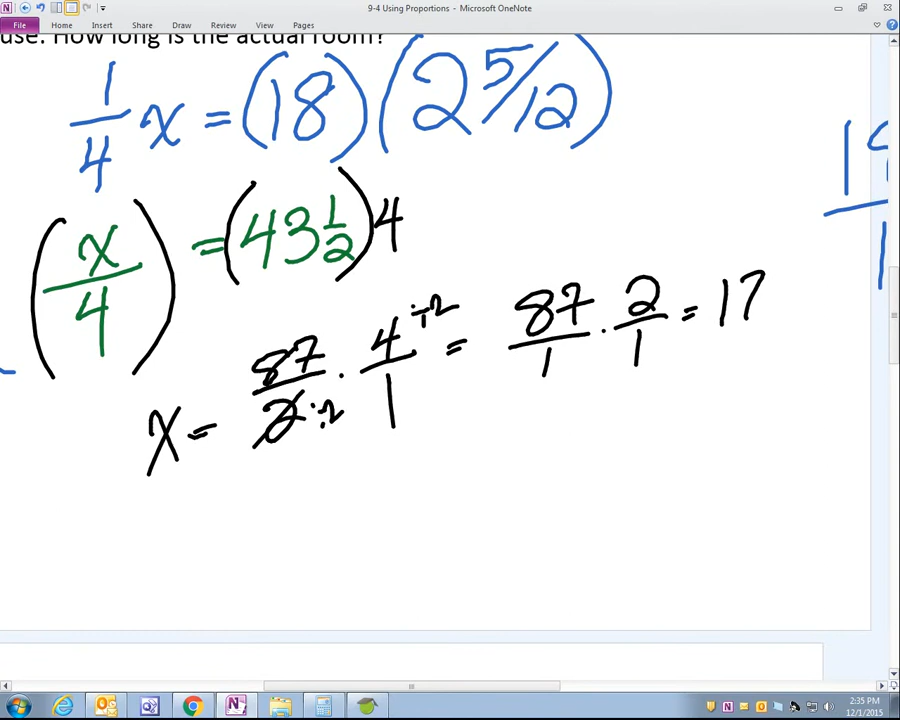 9-4 Using Proportions - Microsoft OneNote
File Home Insert Share Draw Review View Pages
use. How long is the actual room?
1/4 x = (18)(2 5/12)
(x/4) = (43 1/2)4
x = 87/2 ÷2 · 4/1 ÷2 = 87/1 · 2/1 = 17
2:35 PM
12/1/2015